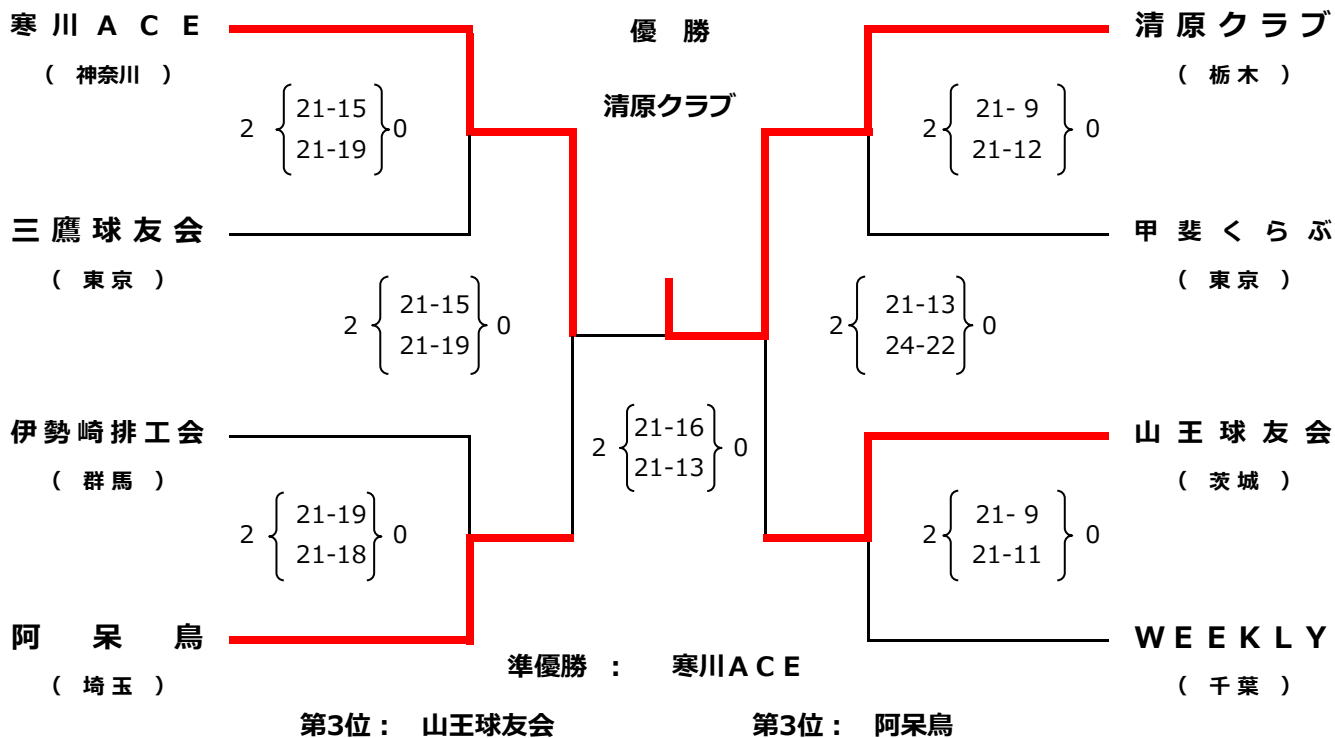 寒川ACE 優勝 清原クラブ
( 神奈川 ) ( 栃木 )
清原クラブ
2 21-15 0 2 21- 9 0
21-19 21-12
三鷹球友会 甲斐くらぶ
( 東京 ) ( 東京 )
2 21-15 0 2 21-13 0
21-19 24-22
伊勢崎排工会 山王球友会
2 21-16 0
21-13
( 群馬 ) ( 茨城 )
2 21-19 0 2 21- 9 0
21-18 21-11
阿呆鳥 WEEKLY
準優勝 : 寒川ACE
( 埼玉 ) ( 千葉 )
第3位: 山王球友会 第3位: 阿呆鳥